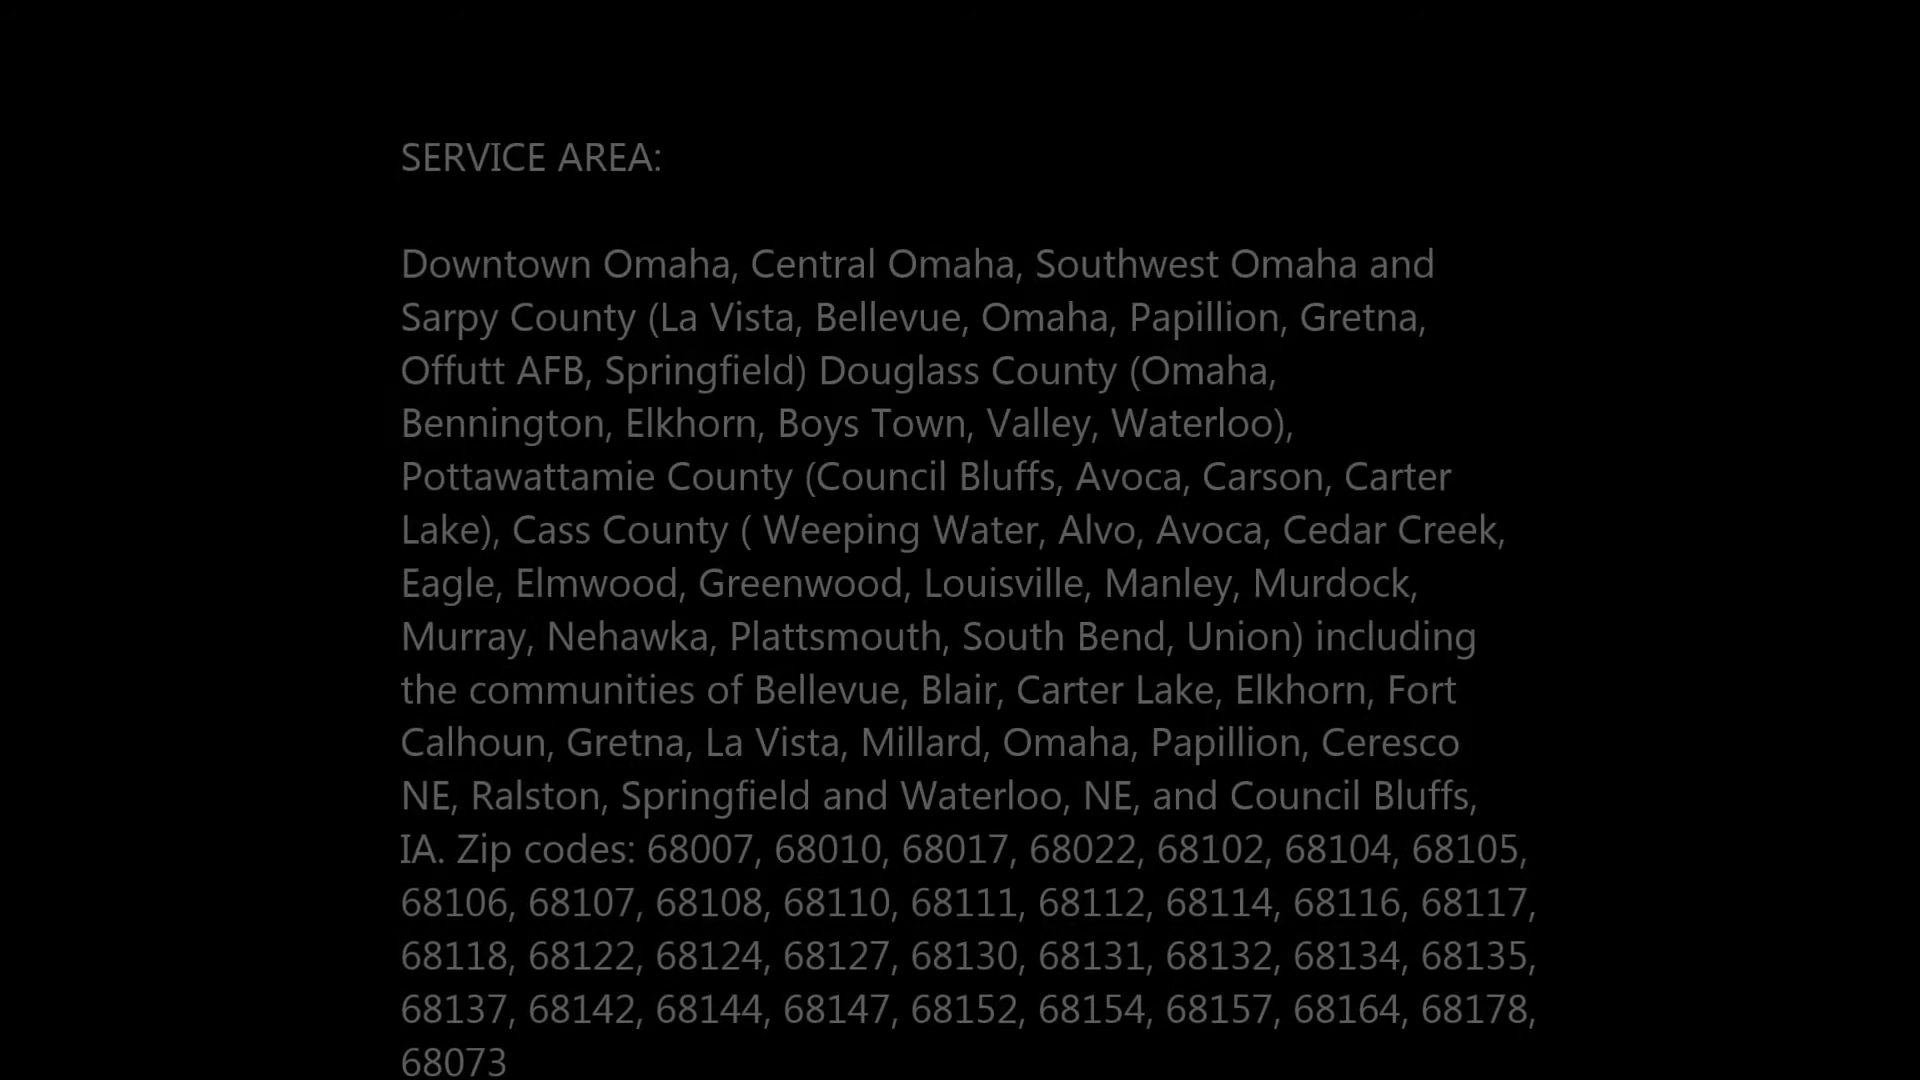 SERVICE AREA:
Downtown Omaha, Central Omaha, Southwest Omaha and
Sarpy County (La Vista, Bellevue, Omaha, Papillion, Gretna,
Offutt AFB, Springfield) Douglass County (Omaha,
Bennington, Elkhorn, Boys Town, Valley, Waterloo),
Pottawattamie County (Council Bluffs, Avoca, Carson, Carter
Lake), Cass County ( Weeping Water, Alvo, Avoca, Cedar Creek,
Eagle, Elmwood, Greenwood, Louisville, Manley, Murdock,
Murray, Nehawka, Plattsmouth, South Bend, Union) including
the communities of Bellevue, Blair, Carter Lake, Elkhorn, Fort
Calhoun, Gretna, La Vista, Millard, Omaha, Papillion, Ceresco
NE, Ralston, Springfield and Waterloo, NE, and Council Bluffs,
IA. Zip codes: 68007, 68010, 68017, 68022, 68102, 68104, 68105,
68106, 68107, 68108, 68110, 68111, 68112, 68114, 68116, 68117,
68118, 68122, 68124, 68127, 68130, 68131, 68132, 68134, 68135,
68137, 68142, 68144, 68147, 68152, 68154, 68157, 68164, 68178,
68073